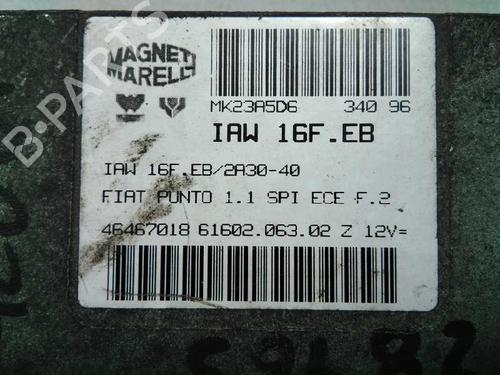 B-PARTS
MAGNETI
MARELLI
MK23A5D6 340 96
IAW 16F.EB
IAW 16F.EB/2A30-40
FIAT PUNTO 1.1 SPI ECE F.2
46467018 61602.063.02 Z 12V=